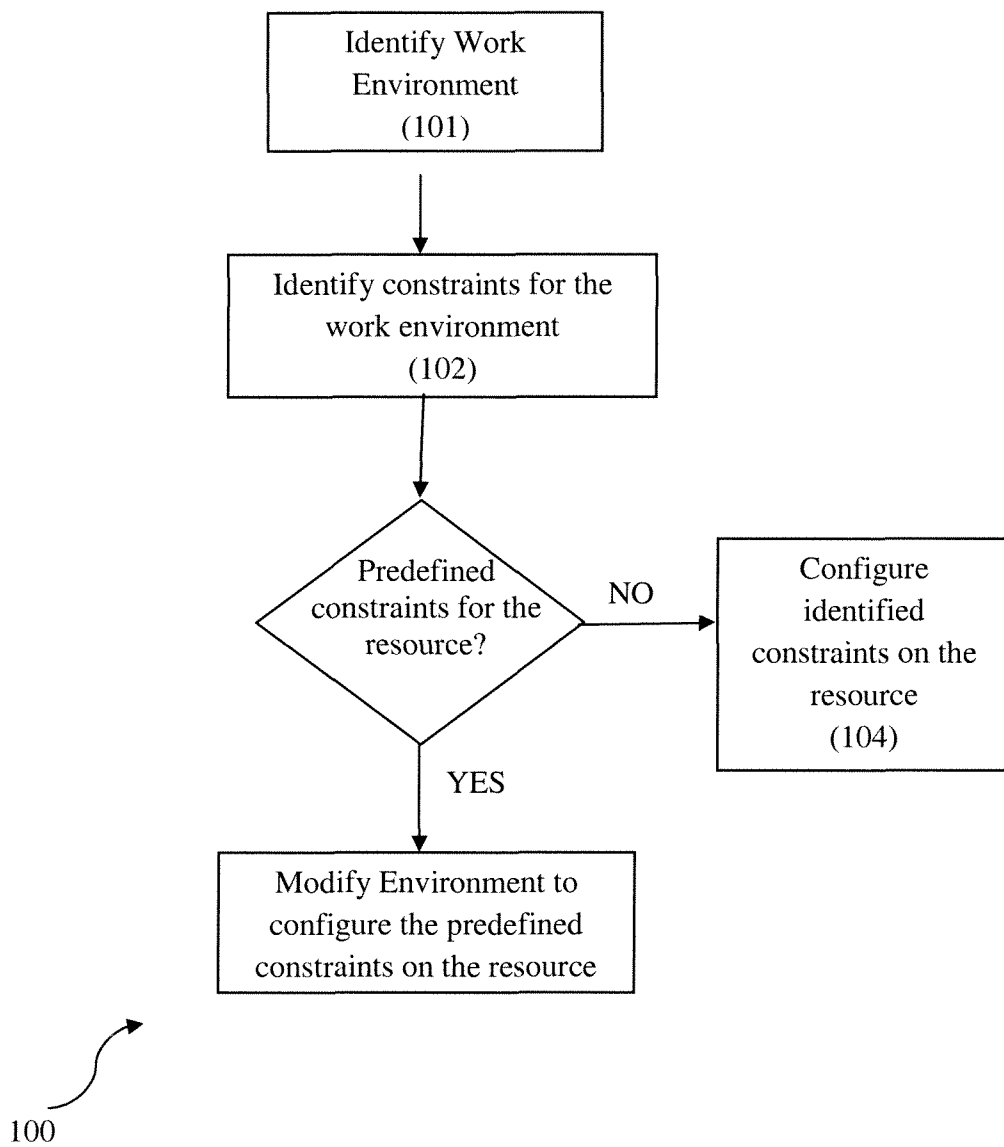 Identify Work
Environment
(101)
Identify constraints for the
work environment
(102)
Predefined
constraints for the
resource?
NO
Configure
identified
constraints on the
resource
(104)
YES
Modify Environment to
configure the predefined
constraints on the resource
100